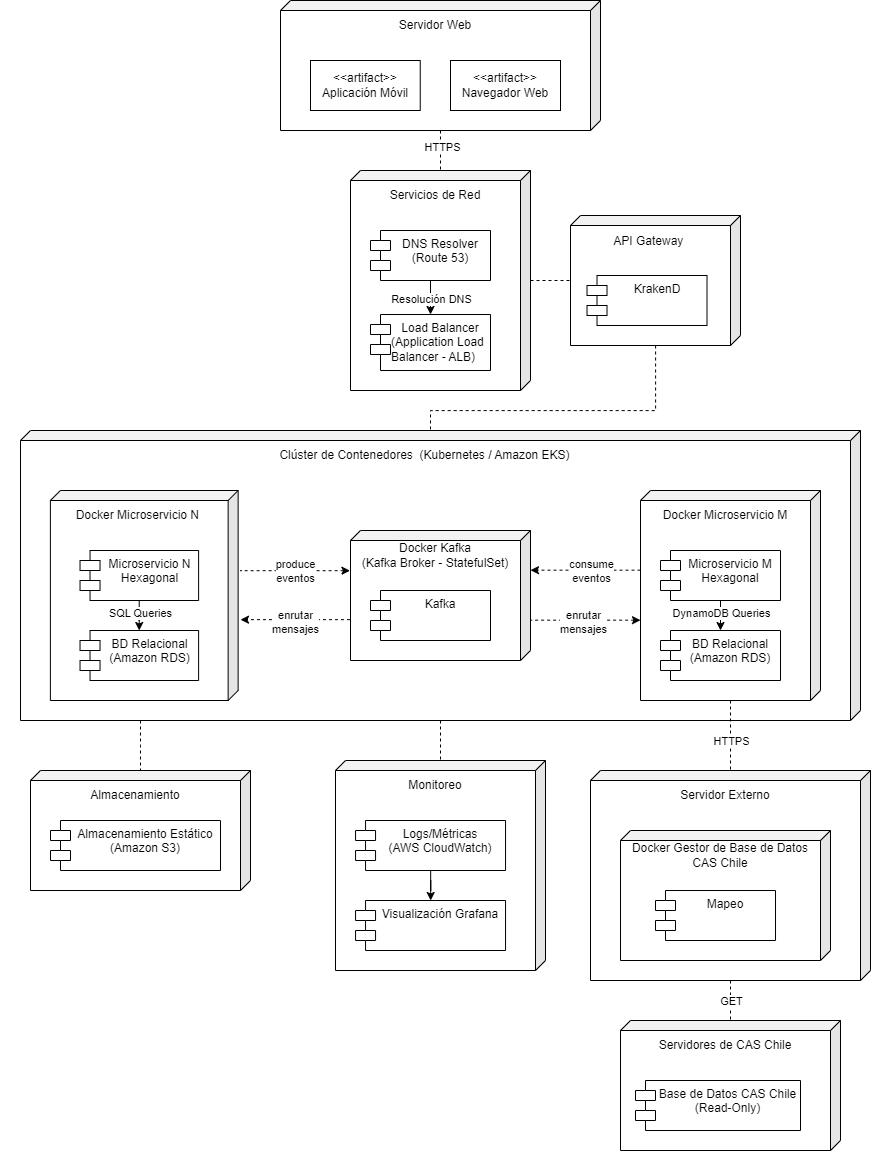 Servidor Web
<<artifact>>
Aplicación Móvil
<<artifact>>
Navegador Web
HTTPS
Servicios de Red
DNS Resolver
(Route 53)
Resolución DNS
Load Balancer
(Application Load
Balancer - ALB)
API Gateway
KrakenD
Clúster de Contenedores (Kubernetes / Amazon EKS)
Docker Microservicio N
Microservicio N
Hexagonal
SQL Queries
BD Relacional
(Amazon RDS)
produce
eventos
enrutar
mensajes
Docker Kafka
(Kafka Broker - StatefulSet)
Kafka
consume
eventos
enrutar
mensajes
Docker Microservicio M
Microservicio M
Hexagonal
DynamoDB Queries
BD Relacional
(Amazon RDS)
HTTPS
Almacenamiento
Almacenamiento Estático
(Amazon S3)
Monitoreo
Logs/Métricas
(AWS CloudWatch)
Visualización Grafana
Servidor Externo
Docker Gestor de Base de Datos
CAS Chile
Mapeo
GET
Servidores de CAS Chile
Base de Datos CAS Chile
(Read-Only)